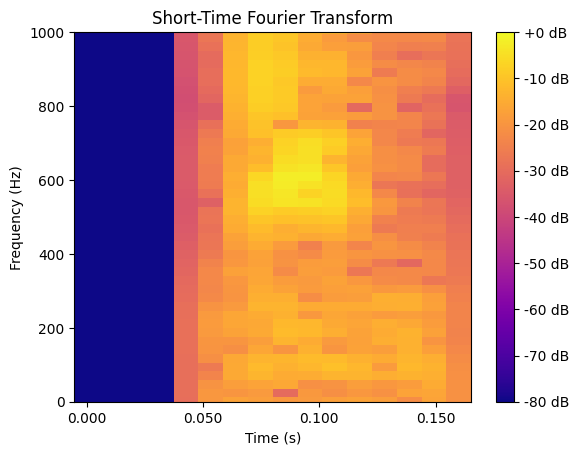 Short-Time Fourier Transform
Frequency (Hz)
1000
800
600
400
200
0
0.000
0.050
0.100
0.150
Time (s)
+0 dB
-10 dB
-20 dB
-30 dB
-40 dB
-50 dB
-60 dB
-70 dB
-80 dB